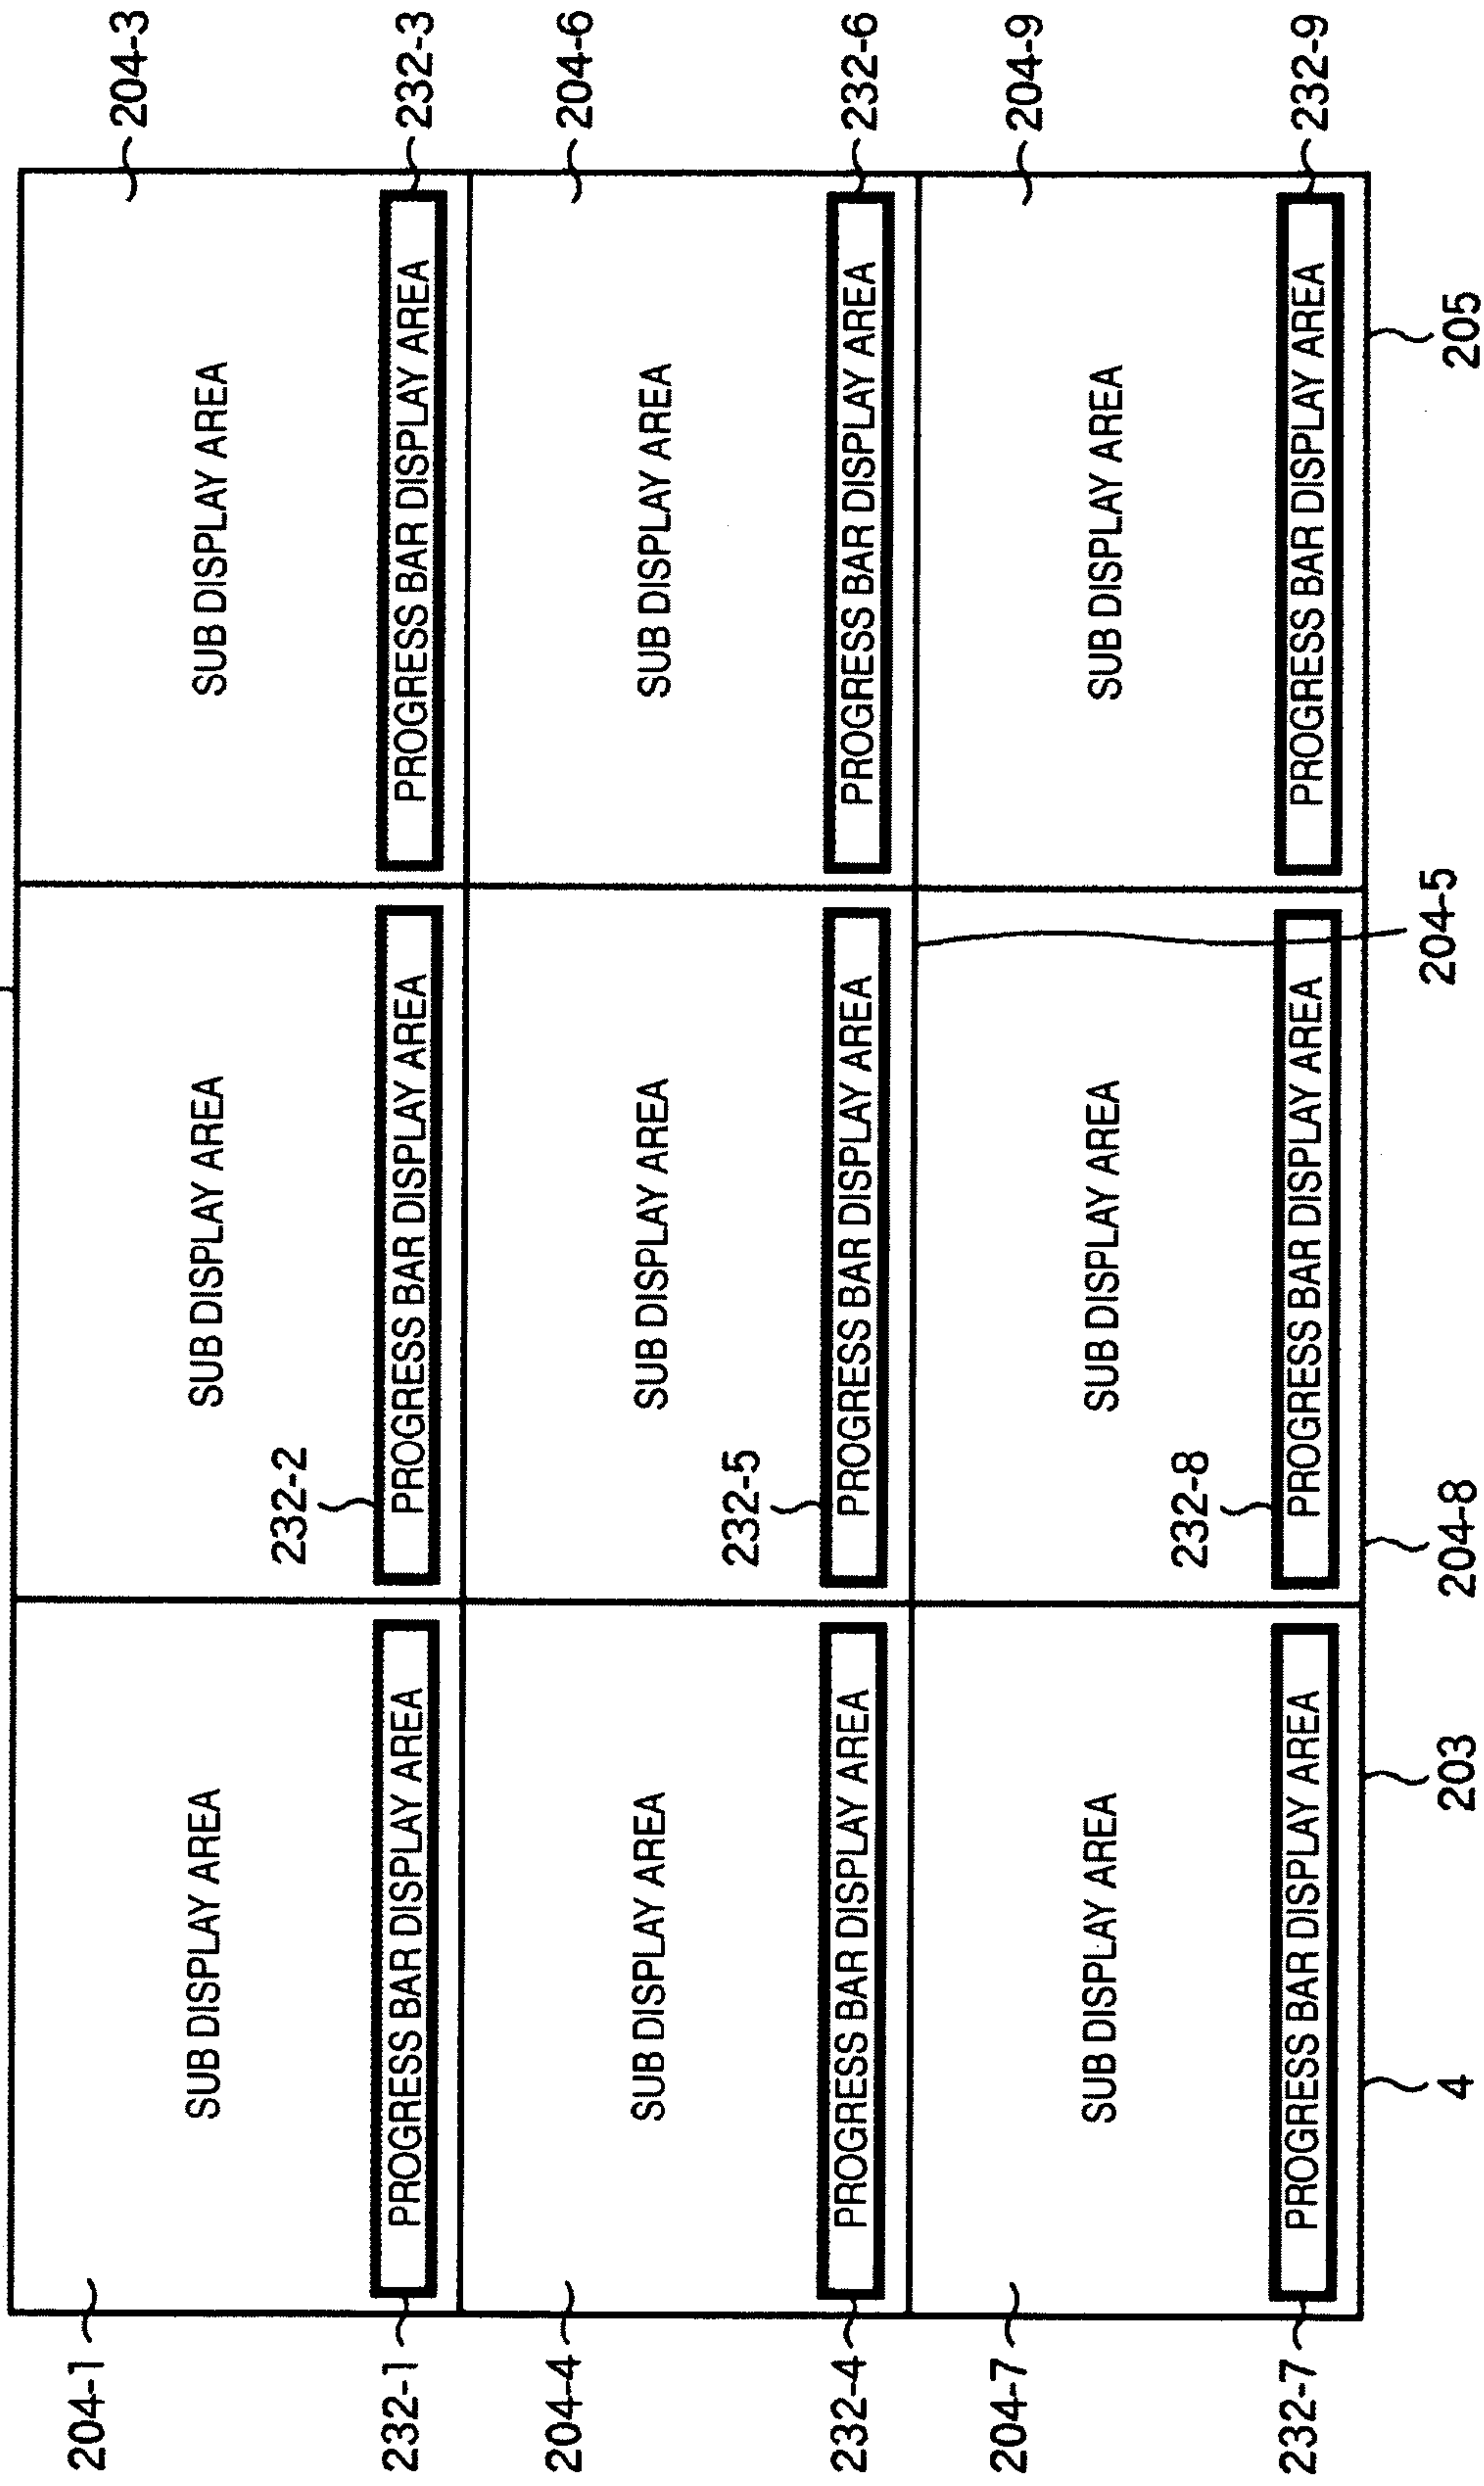 204-1
SUB DISPLAY AREA
SUB DISPLAY AREA
SUB DISPLAY AREA
204-3
232-2
232-1
PROGRESS BAR DISPLAY AREA
PROGRESS BAR DISPLAY AREA
PROGRESS BAR DISPLAY AREA
232-3
204-4
SUB DISPLAY AREA
SUB DISPLAY AREA
SUB DISPLAY AREA
204-6
232-5
232-4
PROGRESS BAR DISPLAY AREA
PROGRESS BAR DISPLAY AREA
PROGRESS BAR DISPLAY AREA
232-6
204-7
SUB DISPLAY AREA
SUB DISPLAY AREA
SUB DISPLAY AREA
204-9
232-8
232-7
PROGRESS BAR DISPLAY AREA
PROGRESS BAR DISPLAY AREA
PROGRESS BAR DISPLAY AREA
232-9
4
203
204-8
204-5
205